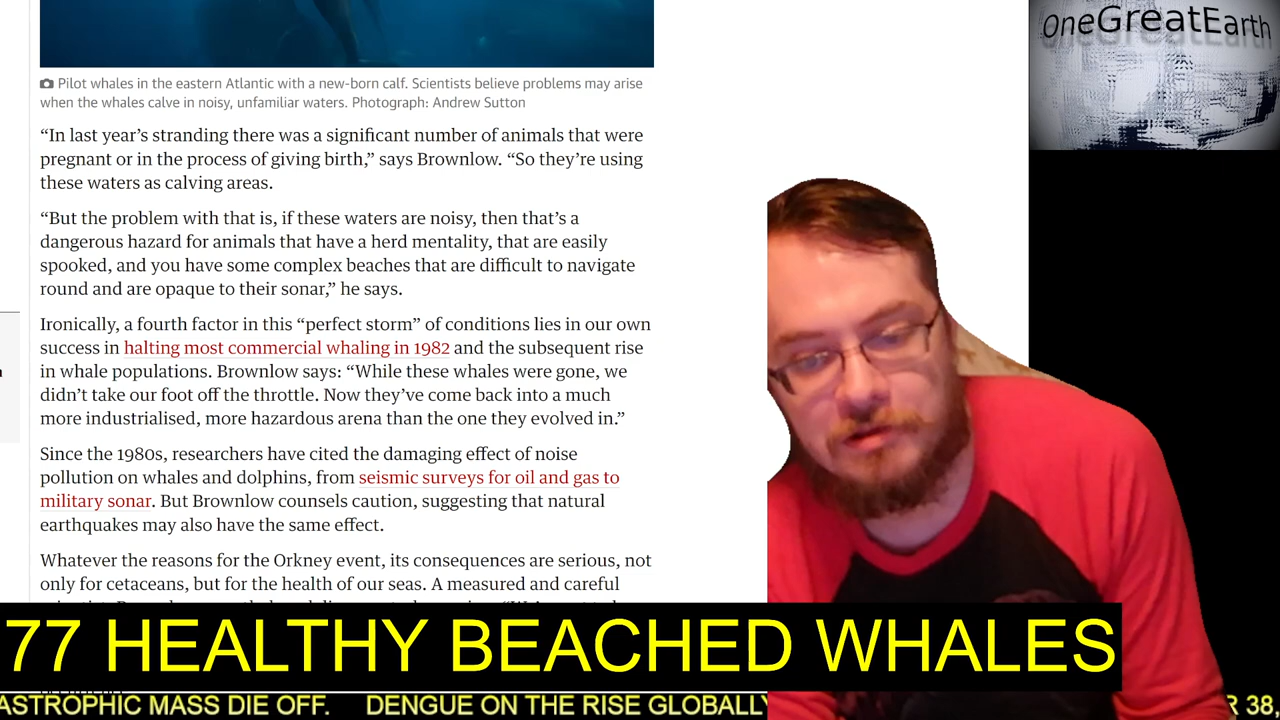 OneGreatEarth
Pilot whales in the eastern Atlantic with a new-born calf. Scientists believe problems may arise
when the whales calve in noisy, unfamiliar waters. Photograph: Andrew Sutton
“In last year’s stranding there was a significant number of animals that were
pregnant or in the process of giving birth,” says Brownlow. “So they’re using
these waters as calving areas.
“But the problem with that is, if these waters are noisy, then that’s a
dangerous hazard for animals that have a herd mentality, that are easily
spooked, and you have some complex beaches that are difficult to navigate
round and are opaque to their sonar,” he says.
Ironically, a fourth factor in this “perfect storm” of conditions lies in our own
success in halting most commercial whaling in 1982 and the subsequent rise
in whale populations. Brownlow says: “While these whales were gone, we
didn’t take our foot off the throttle. Now they’ve come back into a much
more industrialised, more hazardous arena than the one they evolved in.”
Since the 1980s, researchers have cited the damaging effect of noise
pollution on whales and dolphins, from seismic surveys for oil and gas to
military sonar. But Brownlow counsels caution, suggesting that natural
earthquakes may also have the same effect.
Whatever the reasons for the Orkney event, its consequences are serious, not
only for cetaceans, but for the health of our seas. A measured and careful
77 HEALTHY BEACHED WHALES
ASTROPHIC MASS DIE OFF. DENGUE ON THE RISE GLOBALLY R 38,